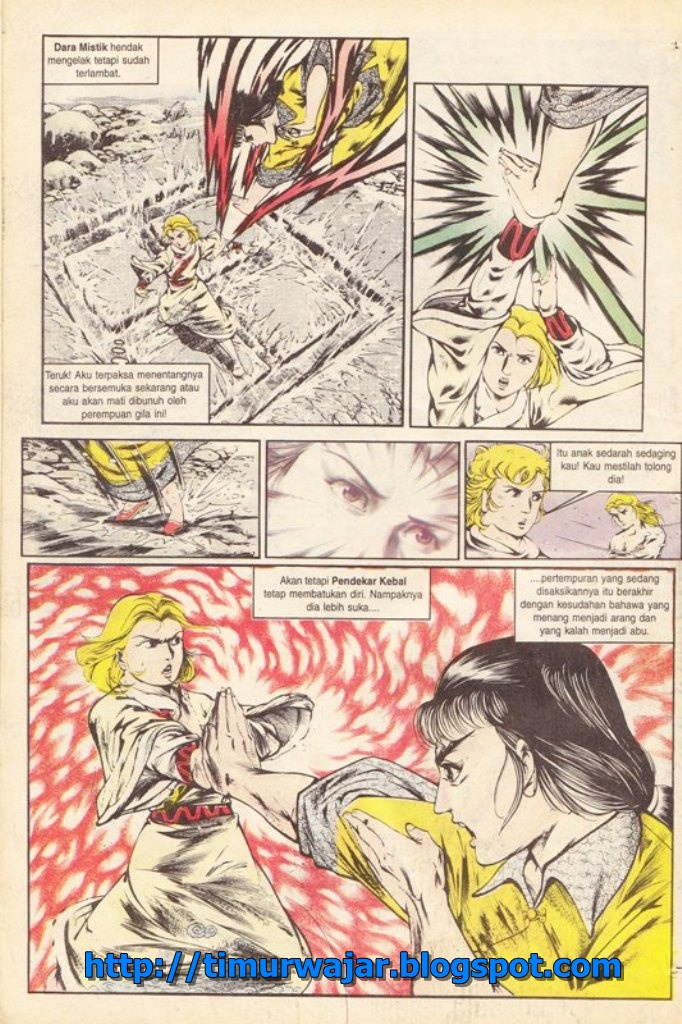 Dara Mistik hendak
mengelak tetapi sudah
terlambat.
Teruk! Aku terpaksa menentangnya
secara bersemuka sekarang atau
aku akan mati dibunuh oleh
perempuan gila ini!
Itu anak sedarah sedaging
kau! Kau mestilah tolong
dia!
Akan tetapi Pendekar Kebal
tetap membatukan diri. Nampaknya
dia lebih suka....
....pertempuran yang sedang
disaksikannya itu berakhir
dengan kesudahan bahawa yang
menang menjadi arang dan
yang kalah menjadi abu.
http://timurwajar.blogspot.com